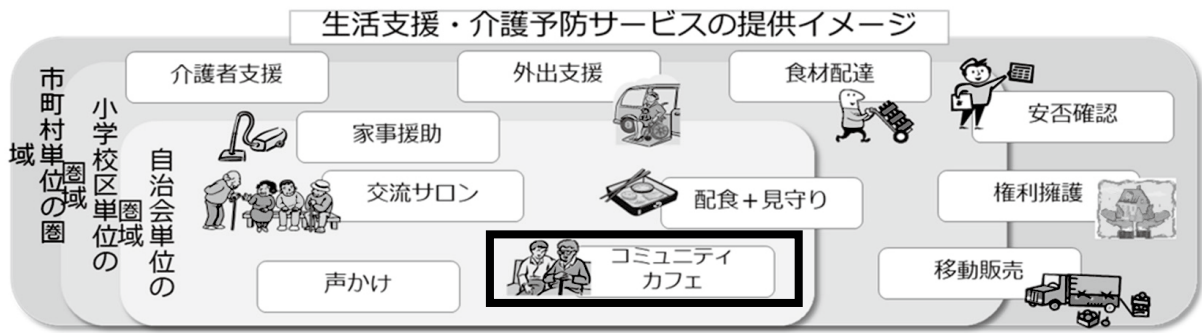 生活支援・介護予防サービスの提供イメージ
市町村単位の圏域
小学校区単位の圏域
自治会単位の圏域
介護者支援
外出支援
食材配達
安否確認
家事援助
交流サロン
配食+見守り
権利擁護
声かけ
コミュニティ
カフェ
移動販売